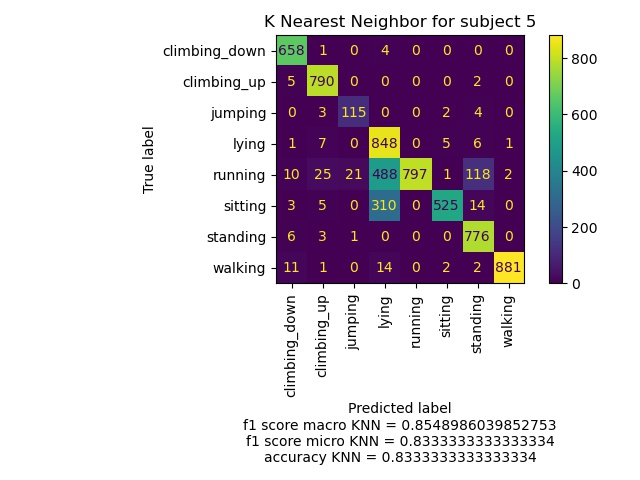 K Nearest Neighbor for subject 5
climbing_down 658 1 0 4 0 0 0 0
climbing_up 5 790 0 0 0 0 2 0
jumping 0 3 115 0 0 2 4 0
lying 1 7 0 848 0 5 6 1
running 10 25 21 488 797 1 118 2
sitting 3 5 0 310 0 525 14 0
standing 6 3 1 0 0 0 776 0
walking 11 1 0 14 0 2 2 881
True label
climbing_down climbing_up jumping lying running sitting standing walking
Predicted label
800
600
400
200
0
f1 score macro KNN = 0.8548986039852753
f1 score micro KNN = 0.8333333333333334
accuracy KNN = 0.8333333333333334